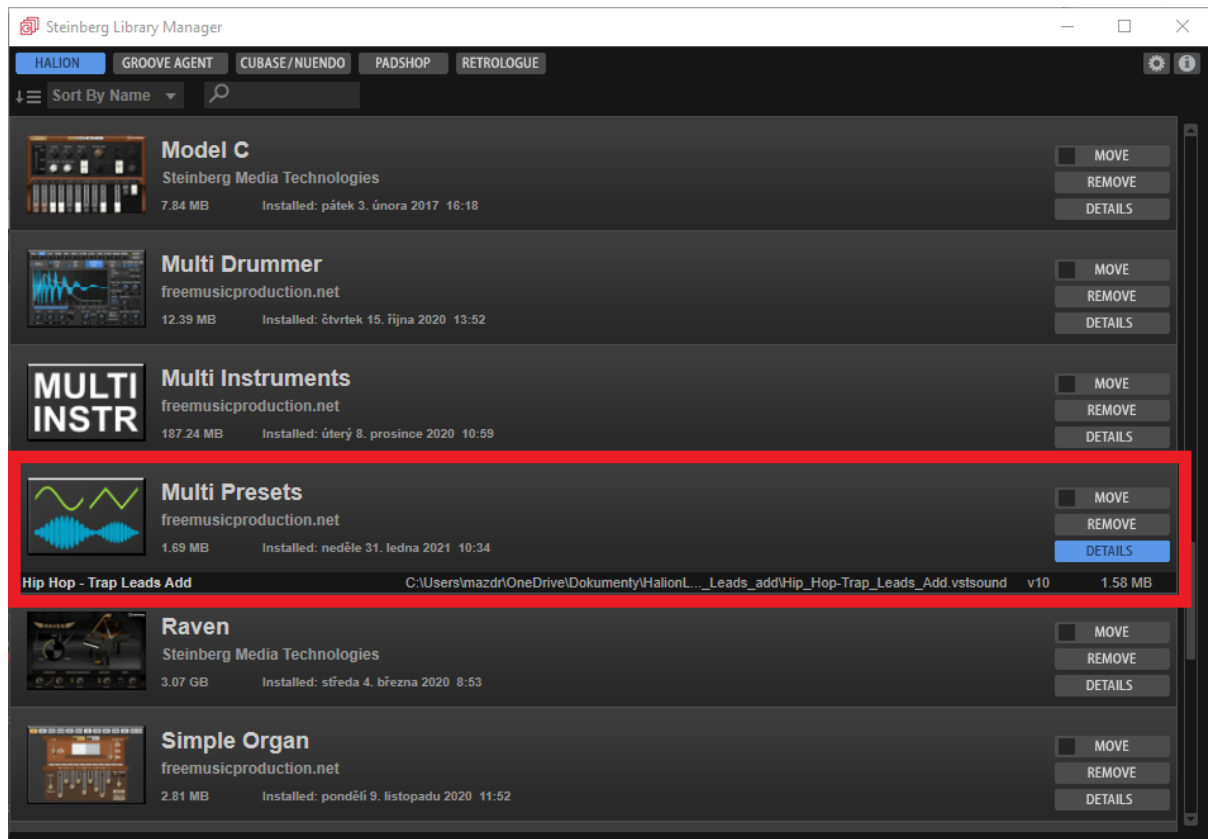 Steinberg Library Manager
HALION GROOVE AGENT CUBASE/NUENDO PADSHOP RETROLOGUE
Sort By Name
Model C
MOVE
Steinberg Media Technologies
REMOVE
7.84 MB Installed: pátek 3. února 2017 16:18
DETAILS
Multi Drummer
MOVE
freemusicproduction.net
REMOVE
12.39 MB Installed: čtvrtek 15. října 2020 13:52
DETAILS
MULTI
INSTR
Multi Instruments
MOVE
freemusicproduction.net
REMOVE
187.24 MB Installed: úterý 8. prosince 2020 10:59
DETAILS
Multi Presets
MOVE
freemusicproduction.net
REMOVE
1.69 MB Installed: neděle 31. ledna 2021 10:34
DETAILS
Hip Hop - Trap Leads Add C:\Users\mazdr\OneDrive\Dokumenty\HalionL..._Leads_add\Hip_Hop-Trap_Leads_Add.vstsound v10 1.58 MB
Raven
MOVE
Steinberg Media Technologies
REMOVE
3.07 GB Installed: středa 4. března 2020 8:53
DETAILS
Simple Organ
MOVE
freemusicproduction.net
REMOVE
2.81 MB Installed: pondělí 9. listopadu 2020 11:52
DETAILS